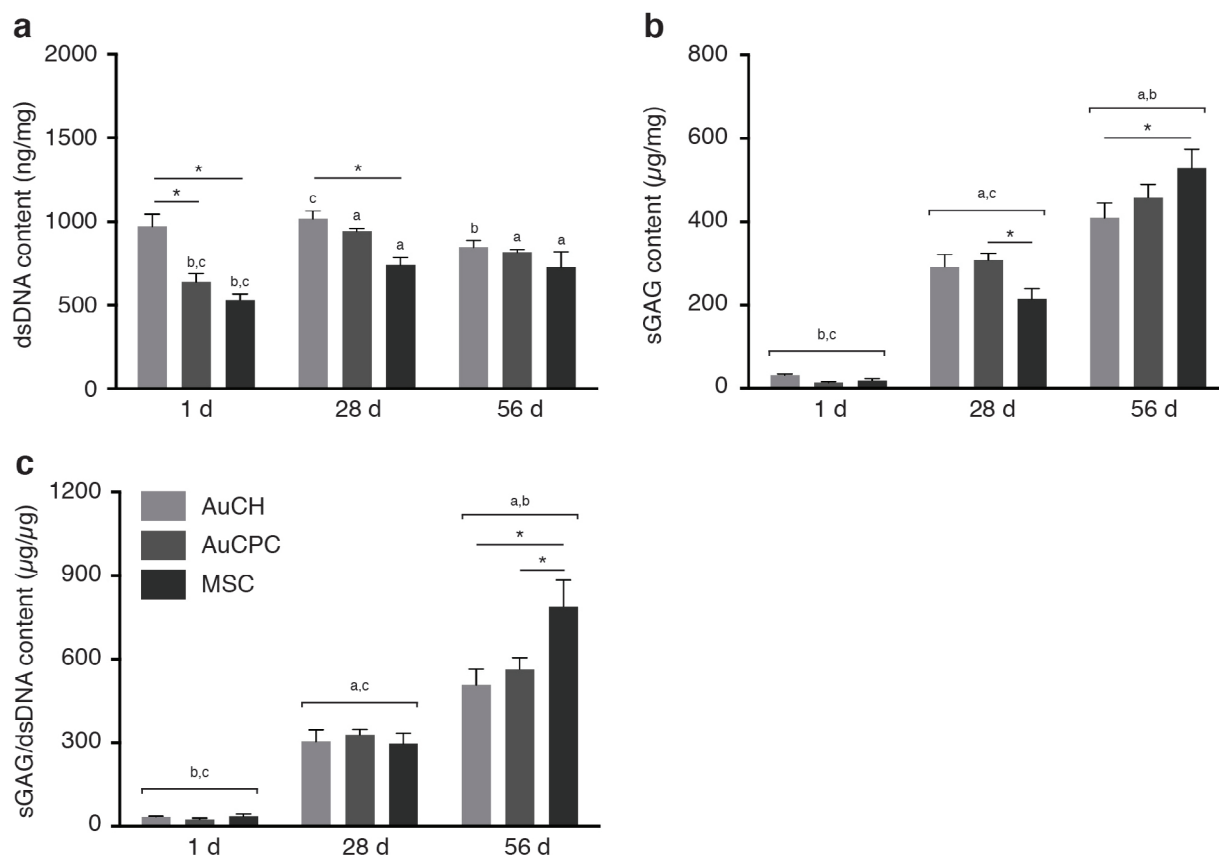 a
dsDNA content (ng/mg)
2000
1500
1000
500
0
*
*
b,c
b,c
*
c
a
a
b
a
a
1 d
28 d
56 d
b
sGAG content (µg/mg)
800
600
400
200
0
b,c
a,c
*
a,b
*
1 d
28 d
56 d
c
sGAG/dsDNA content (µg/µg)
1200
900
600
300
0
AuCH
AuCPC
MSC
b,c
a,c
a,b
*
*
1 d
28 d
56 d